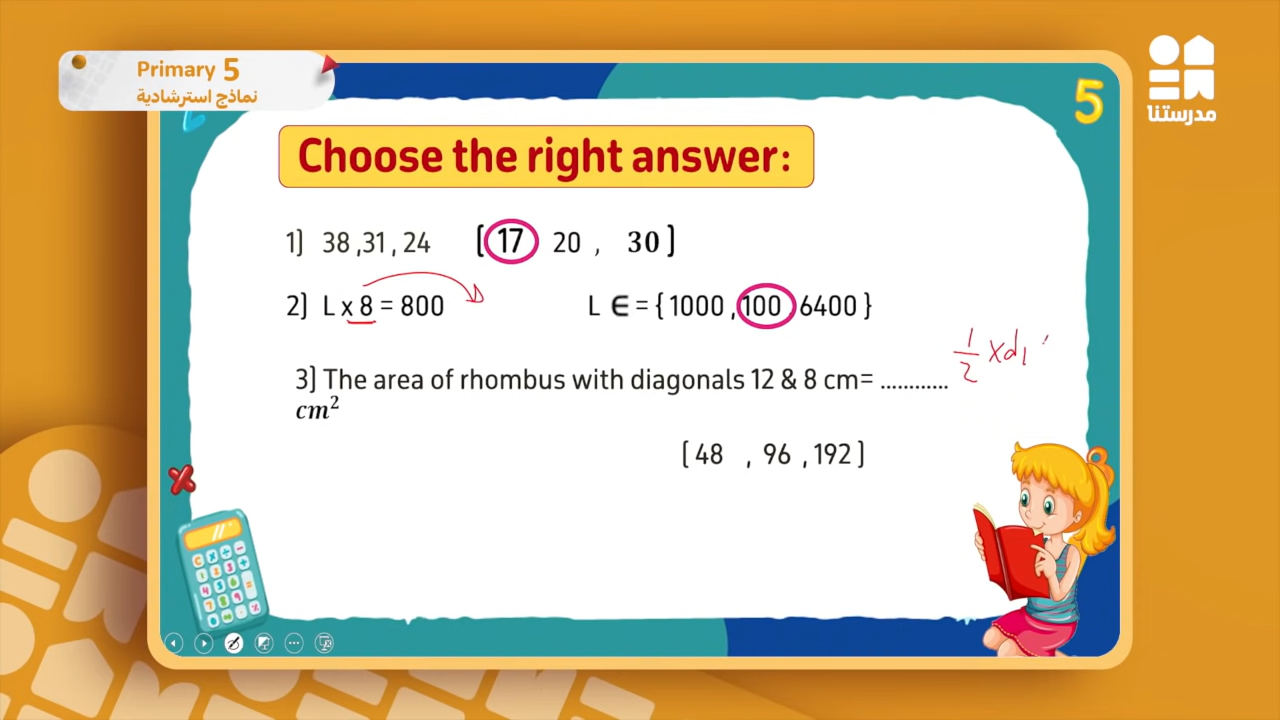 Primary 5
نماذج استرشادية
مدرستنا
5
Choose the right answer:
1) 38 ,31 , 24 [ 17 20 , 30 ]
2) L x 8 = 800 L ∈ = { 1000 , 100 , 6400 }
1/2 x d1
3) The area of rhombus with diagonals 12 & 8 cm= ............
cm²
[ 48 , 96 , 192 ]